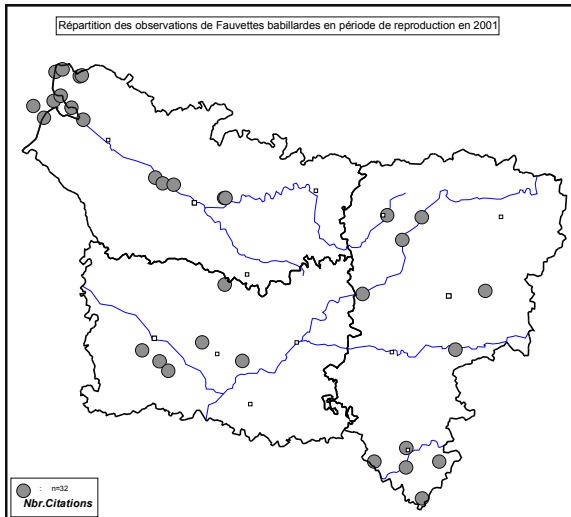 Répartition des observations de Fauvettes babillardes en période de reproduction en 2001
: n=32
Nbr.Citations